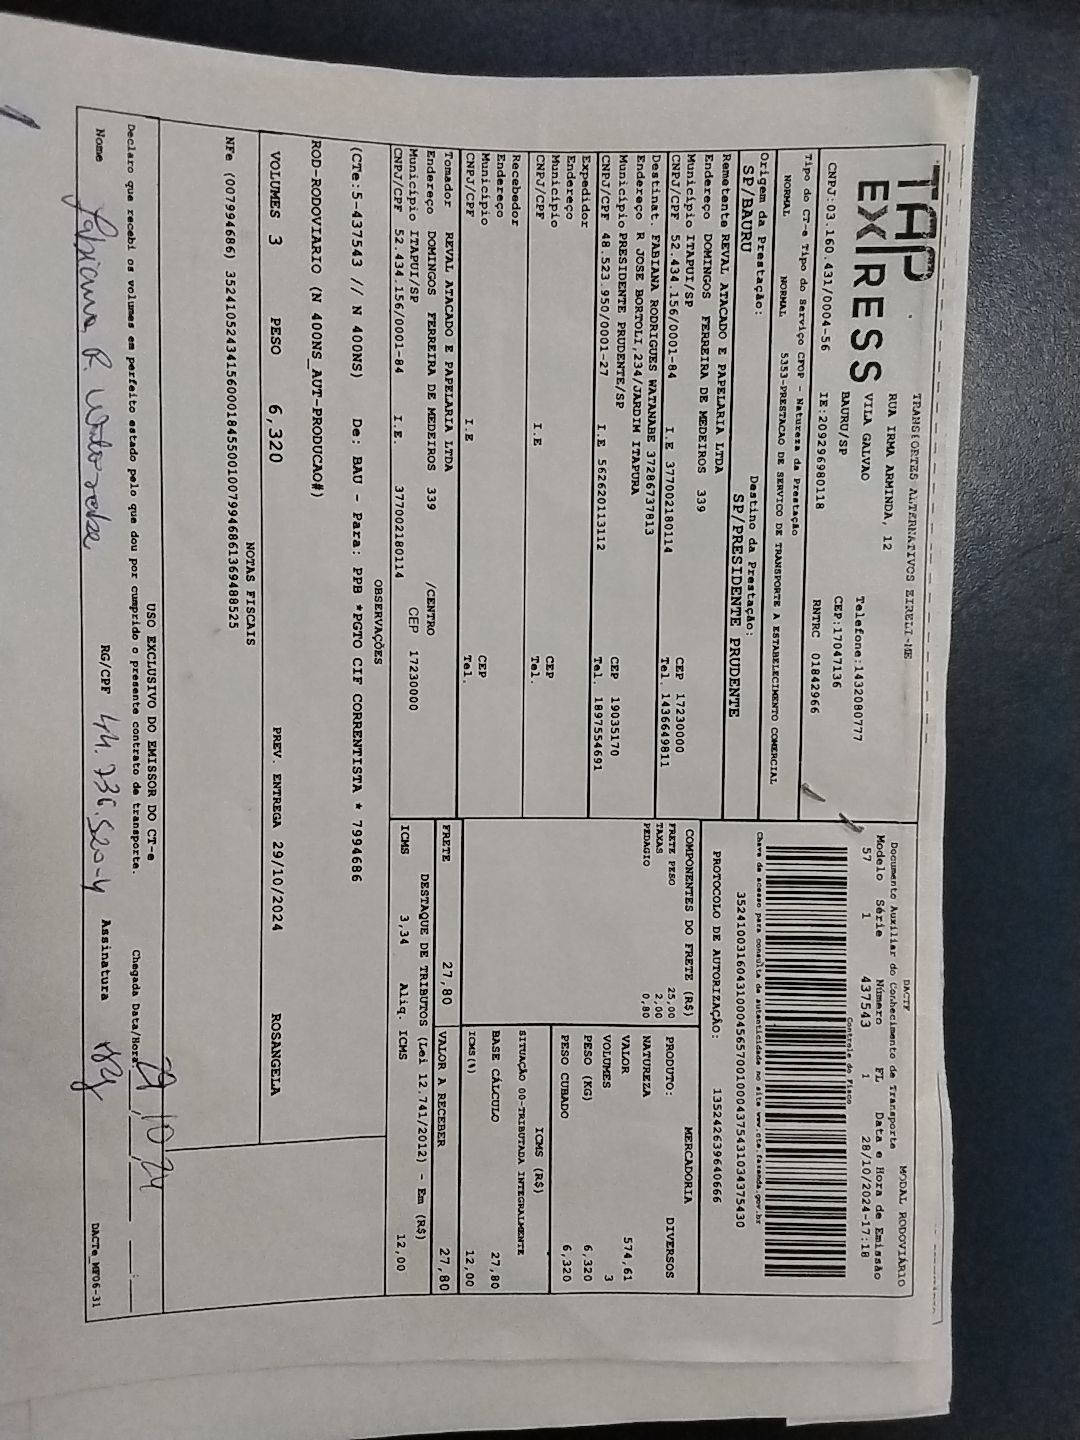 TAP EXPRESS
TRANSPORTES ALTERNATIVOS EIRELI-ME
RUA IRMA ARMINDA, 12
VILA GALVAO
BAURU/SP
Telefone:1432080777
CEP:17047136
CNPJ:03.160.431/0004-56 IE:209296980118 RNTRC 01842966
Tipo do CT-e Tipo do Serviço CFOP - Natureza da Prestação
NORMAL NORMAL 5353-PRESTACAO DE SERVICO DE TRANSPORTE A ESTABELECIMENTO COMERCIAL
Origem da Prestação: Destino da Prestação:
SP/BAURU SP/PRESIDENTE PRUDENTE
Remetente REVAL ATACADO E PAPELARIA LTDA
Endereço DOMINGOS FERREIRA DE MEDEIROS 339
Município ITAPUI/SP CEP 17230000
CNPJ/CPF 52.434.156/0001-84 I.E 377002180114 Tel. 1436649811
Destinat FABIANA RODRIGUES WATANABE 37286737813
Endereço R JOSE BORTOLI,234/JARDIM ITAPURA
Município PRESIDENTE PRUDENTE/SP CEP 19035170
CNPJ/CPF 48.523.950/0001-27 I.E 562620113112 Tel. 1897554691
Expedidor
Endereço
Município CEP
CNPJ/CPF I.E Tel.
Recebedor
Endereço
Município CEP
CNPJ/CPF I.E Tel.
Tomador REVAL ATACADO E PAPELARIA LTDA
Endereço DOMINGOS FERREIRA DE MEDEIROS 339 /CENTRO
Município ITAPUI/SP CEP 17230000
CNPJ/CPF 52.434.156/0001-84 I.E. 377002180114
DACTE MODAL RODOVIÁRIO
Documento Auxiliar do Conhecimento de Transporte
Modelo Série Número FL Data e Hora de Emissão
57 1 437543 1 28/10/2024-17:18
Controle do Fisco
Chave de acesso para consulta de autenticidade no site www.cte.fazenda.gov.br
35241003160431000456570010004375431034375430
PROTOCOLO DE AUTORIZAÇÃO: 135242639640666
COMPONENTES DO FRETE (R$)
FRETE PESO 25,00
TAXAS 2,00
PEDAGIO 0,80
PRODUTO: MERCADORIA
NATUREZA DIVERSOS
VALOR 574,61
VOLUMES 3
PESO (KG) 6,320
PESO CUBADO 6,320
ICMS (R$)
SITUAÇÃO 00-TRIBUTADA INTEGRALMENTE
BASE CÁLCULO 27,80
ICMS(%) 12,00
FRETE 27,80 VALOR A RECEBER 27,80
DESTAQUE DE TRIBUTOS (Lei 12.741/2012) - Em (R$)
ICMS 3,34 Aliq. ICMS 12,00
OBSERVAÇÕES
(CTe:5-437543 // N 400NS) De: BAU - Para: PPB *PGTO CIF CORRENTISTA * 7994686
ROD-RODOVIARIO (N 400NS_AUT-PRODUCAO#)
VOLUMES 3 PESO 6,320 PREV. ENTREGA 29/10/2024 ROSANGELA
NOTAS FISCAIS
NFe (007994686) 35241052434156000184550010079946861369488525
USO EXCLUSIVO DO EMISSOR DO CT-e
Declaro que recebi os volumes em perfeito estado pelo que dou por cumprido o presente contrato de transporte. Chegada Data/Hora 29/10/24 :
Nome Fabiana R. Watanabe RG/CPF 44.736.520-4 Assinatura
DACTe_MF06-31